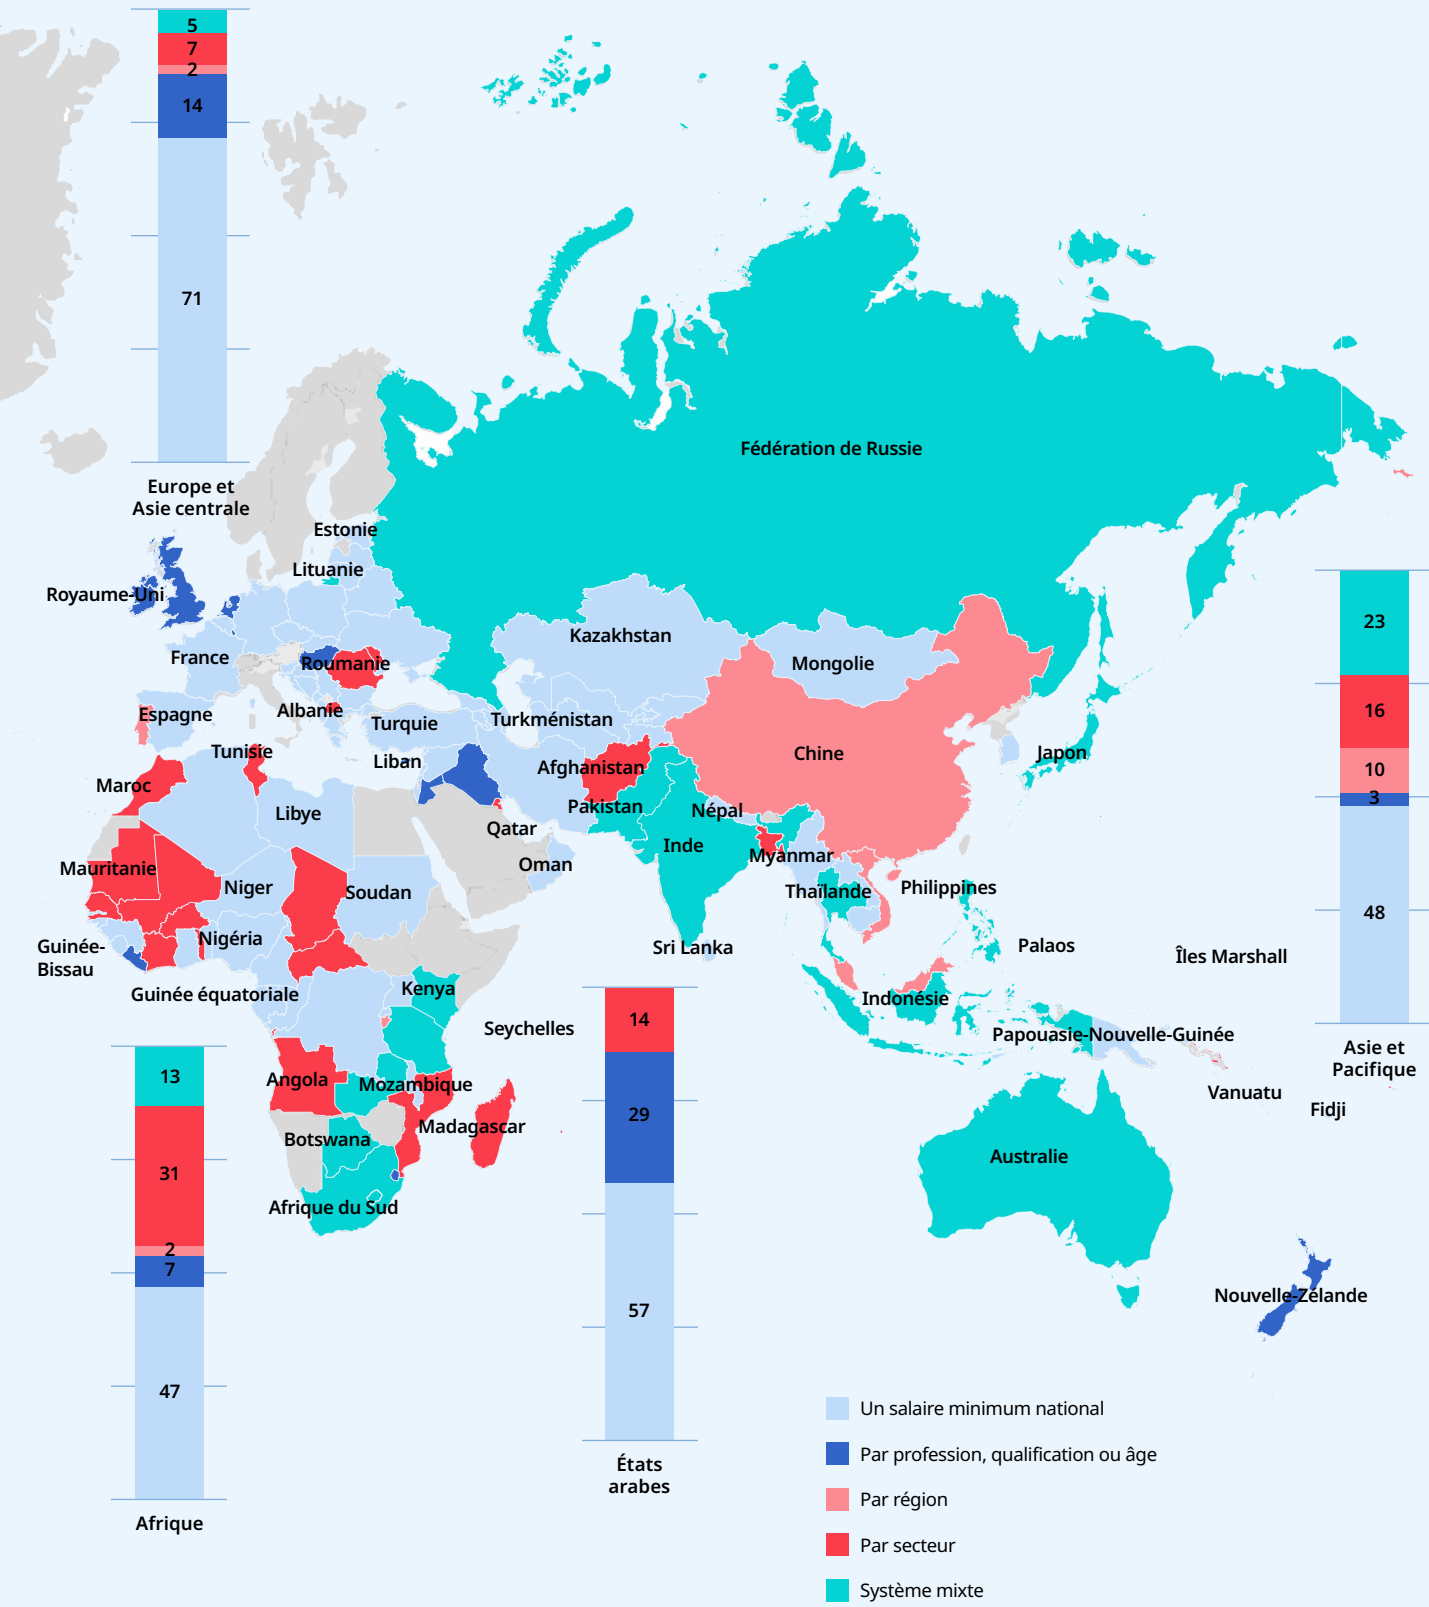 5
7
2
14
71
Europe et
Asie centrale
Fédération de Russie
Estonie
Lituanie
Royaume-Uni
France
Roumanie
Kazakhstan
Mongolie
Espagne
Albanie
Turquie
Turkménistan
Tunisie
Liban
Afghanistan
Chine
Japon
Maroc
Libye
Qatar
Pakistan
Népal
Inde
Oman
Myanmar
Mauritanie
Niger
Soudan
Thaïlande
Philippines
Guinée-
Bissau
Nigéria
Sri Lanka
Palaos
Îles Marshall
Guinée équatoriale
Kenya
Indonésie
Seychelles
Papouasie-Nouvelle-Guinée
Angola
Mozambique
Vanuatu
Fidji
Botswana
Madagascar
Australie
Afrique du Sud
Nouvelle-Zélande
23
16
10
3
48
Asie et
Pacifique
14
29
57
États
arabes
13
31
2
7
47
Afrique
Un salaire minimum national
Par profession, qualification ou âge
Par région
Par secteur
Système mixte